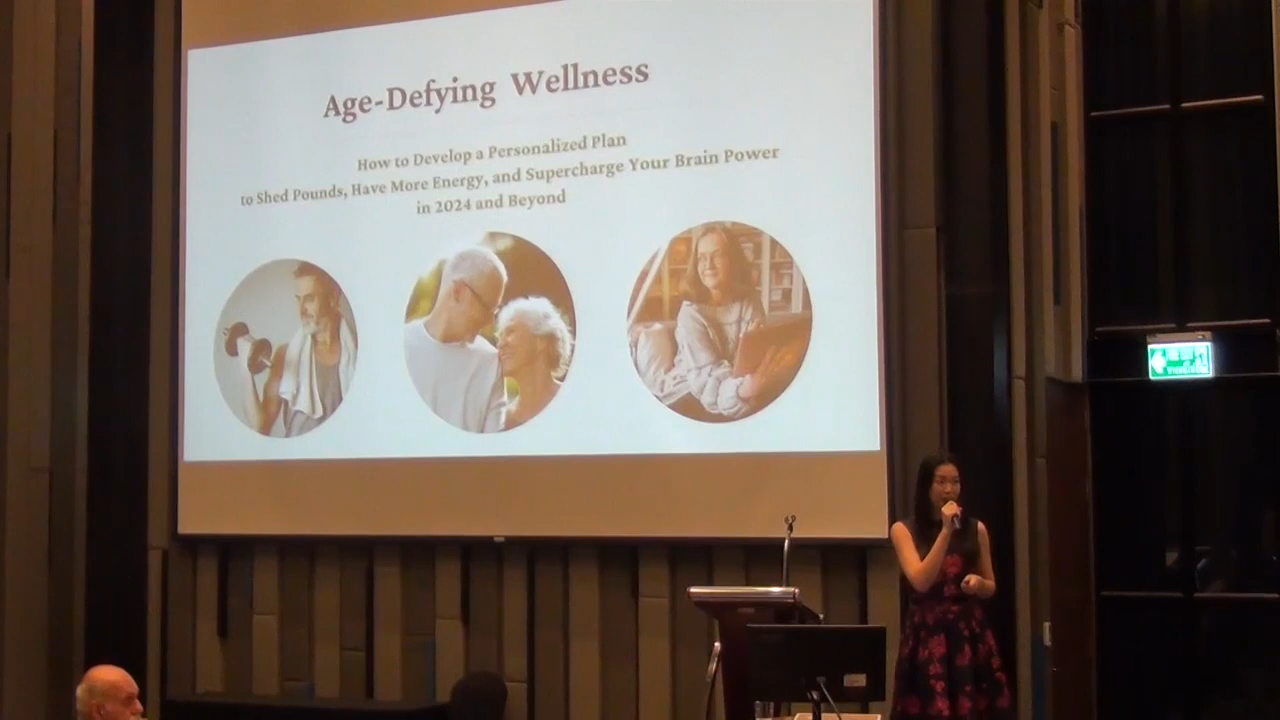 Age-Defying Wellness
How to Develop a Personalized Plan
to Shed Pounds, Have More Energy, and Supercharge Your Brain Power
in 2024 and Beyond